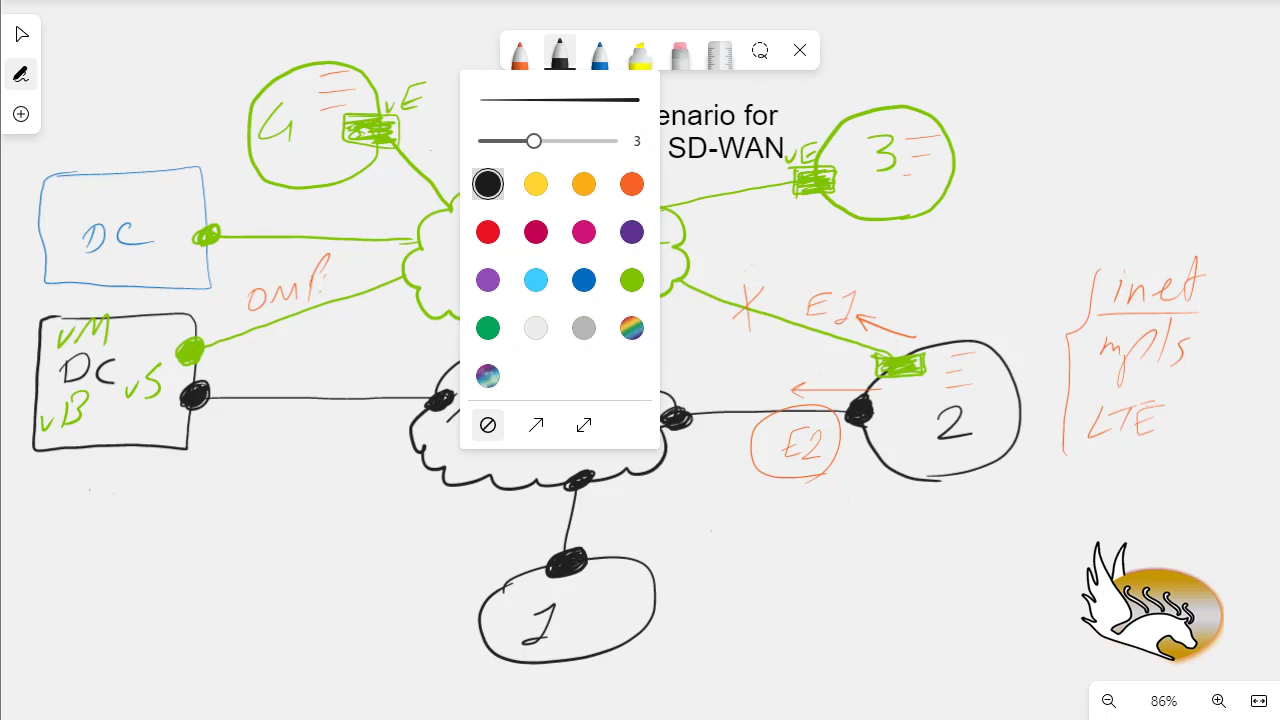 enario for
SD-WAN
3
4
vE
vE
3
DC
OMP
E1
inet
mpls
LTE
vM
DC
vS
vB
E2
2
1
86%